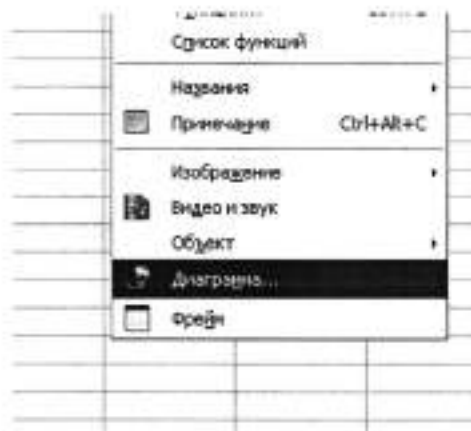 Список функций
Названия
Примечание Ctrl+Alt+C
Изображение
Видео и звук
Объект
Диаграмма...
Фрейм